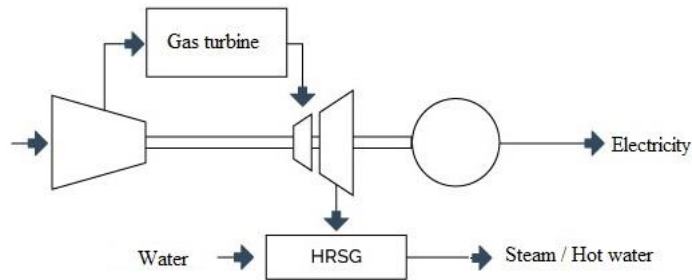 Gas turbine
Electricity
Water
HRSG
Steam / Hot water